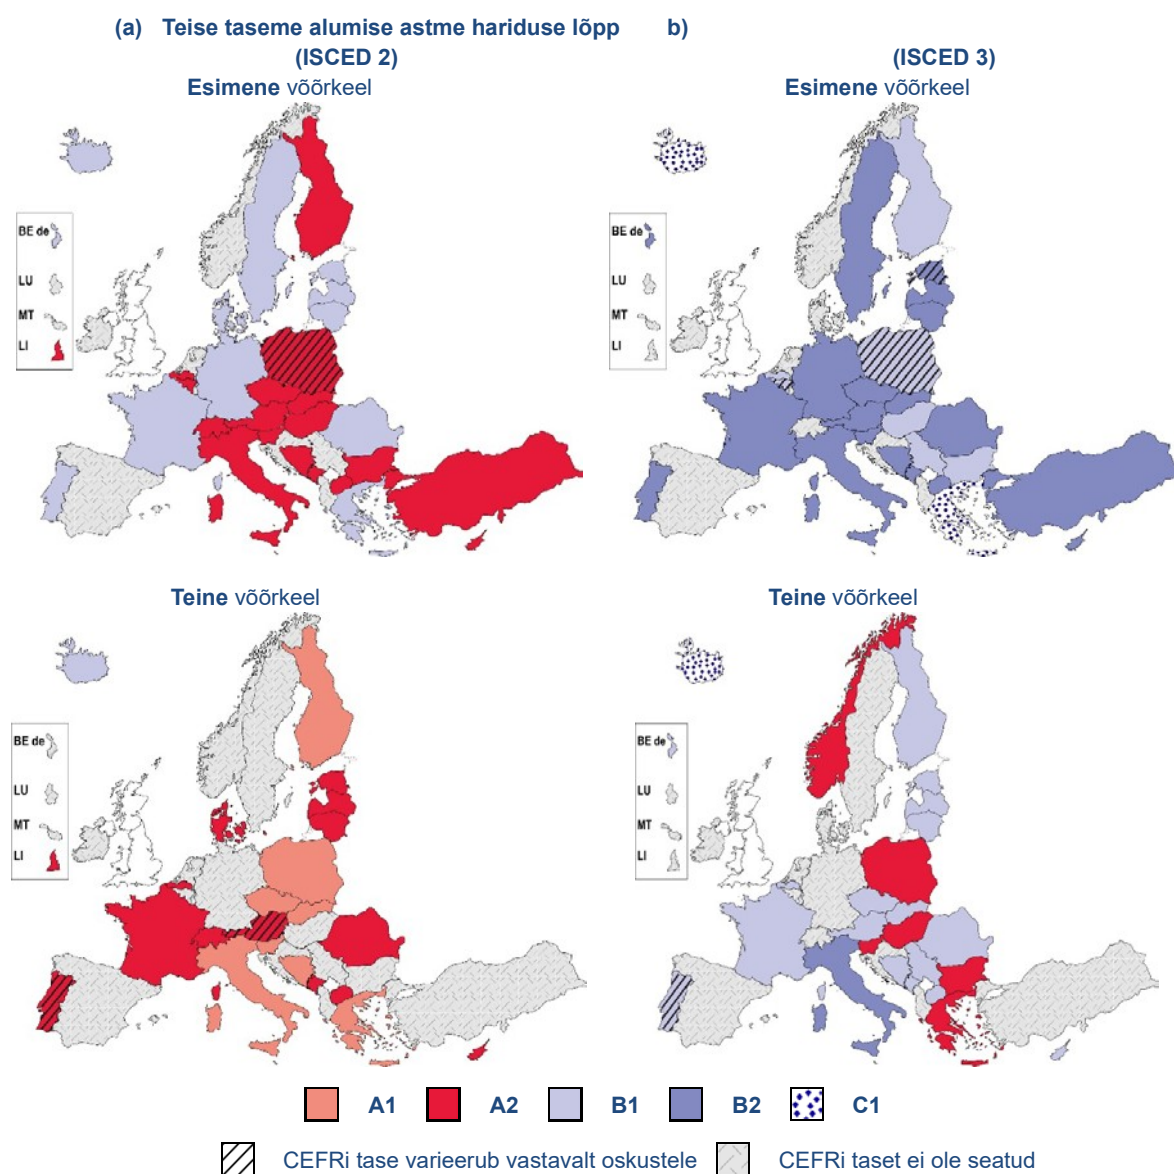 (a) Teise taseme alumise astme hariduse lõpp b)
(ISCED 2) (ISCED 3)
Esimene võõrkeel Esimene võõrkeel
BE de BE de
LU LU
MT MT
LI LI
Teine võõrkeel Teine võõrkeel
BE de BE de
LU LU
MT MT
LI LI
A1 A2 B1 B2 C1
CEFRi tase varieerub vastavalt oskustele CEFRi taset ei ole seatud